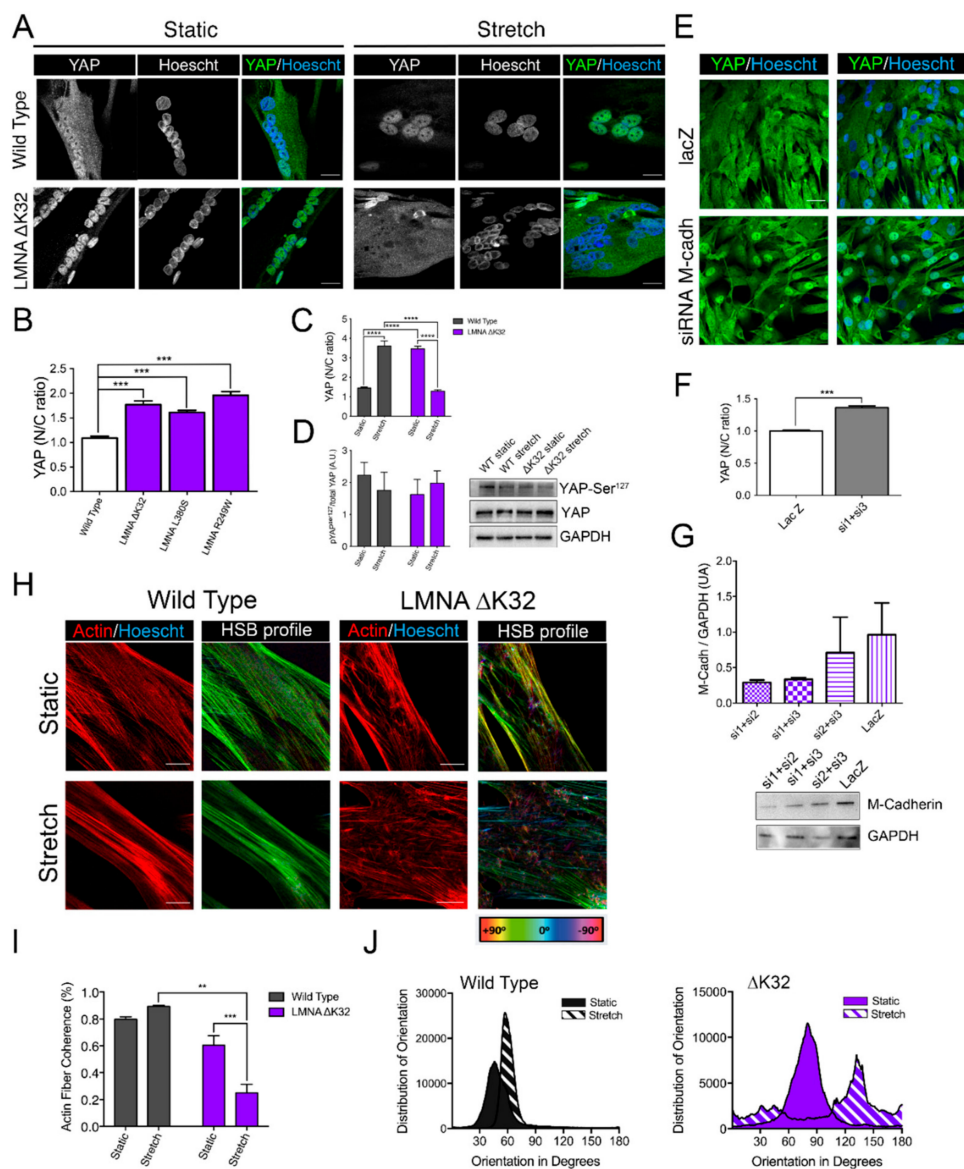 A
Static
Stretch
YAP
Hoescht
YAP/Hoescht
YAP
Hoescht
YAP/Hoescht
Wild Type
LMNA ΔK32
B
YAP (N/C ratio)
2.5
2.0
1.5
1.0
0.5
0.0
***
***
***
Wild Type
LMNA ΔK32
LMNA L380S
LMNA R249W
C
YAP (N/C ratio)
5
4
3
2
1
0
****
****
****
****
Static
Stretch
Static
Stretch
Wild Type
LMNA ΔK32
D
pYAPser127/total YAP (A.U.)
3
2
1
0
Static
Stretch
Static
Stretch
WT static
WT stretch
ΔK32 static
ΔK32 stretch
YAP-Ser127
YAP
GAPDH
E
YAP/Hoescht
YAP/Hoescht
lacZ
siRNA M-cadh
F
YAP (N/C ratio)
1.5
1.0
0.5
0.0
***
Lac Z
si1+si3
G
M-Cadh / GAPDH (UA)
2.0
1.5
1.0
0.5
0.0
si1+si2
si1+si3
si2+si3
LacZ
si1+si2
si1+si3
si2+si3
LacZ
M-Cadherin
GAPDH
H
Wild Type
LMNA ΔK32
Actin/Hoescht
HSB profile
Actin/Hoescht
HSB profile
Static
Stretch
+90º
0º
-90º
I
Actin Fiber Coherence (%)
1.0
0.8
0.6
0.4
0.2
0.0
**
***
Static
Stretch
Static
Stretch
Wild Type
LMNA ΔK32
J
Wild Type
Distribution of Orientation
30000
20000
10000
0
30 60 90 120 150 180
Orientation in Degrees
Static
Stretch
ΔK32
Distribution of Orientation
15000
10000
5000
0
30 60 90 120 150 180
Orientation in Degrees
Static
Stretch